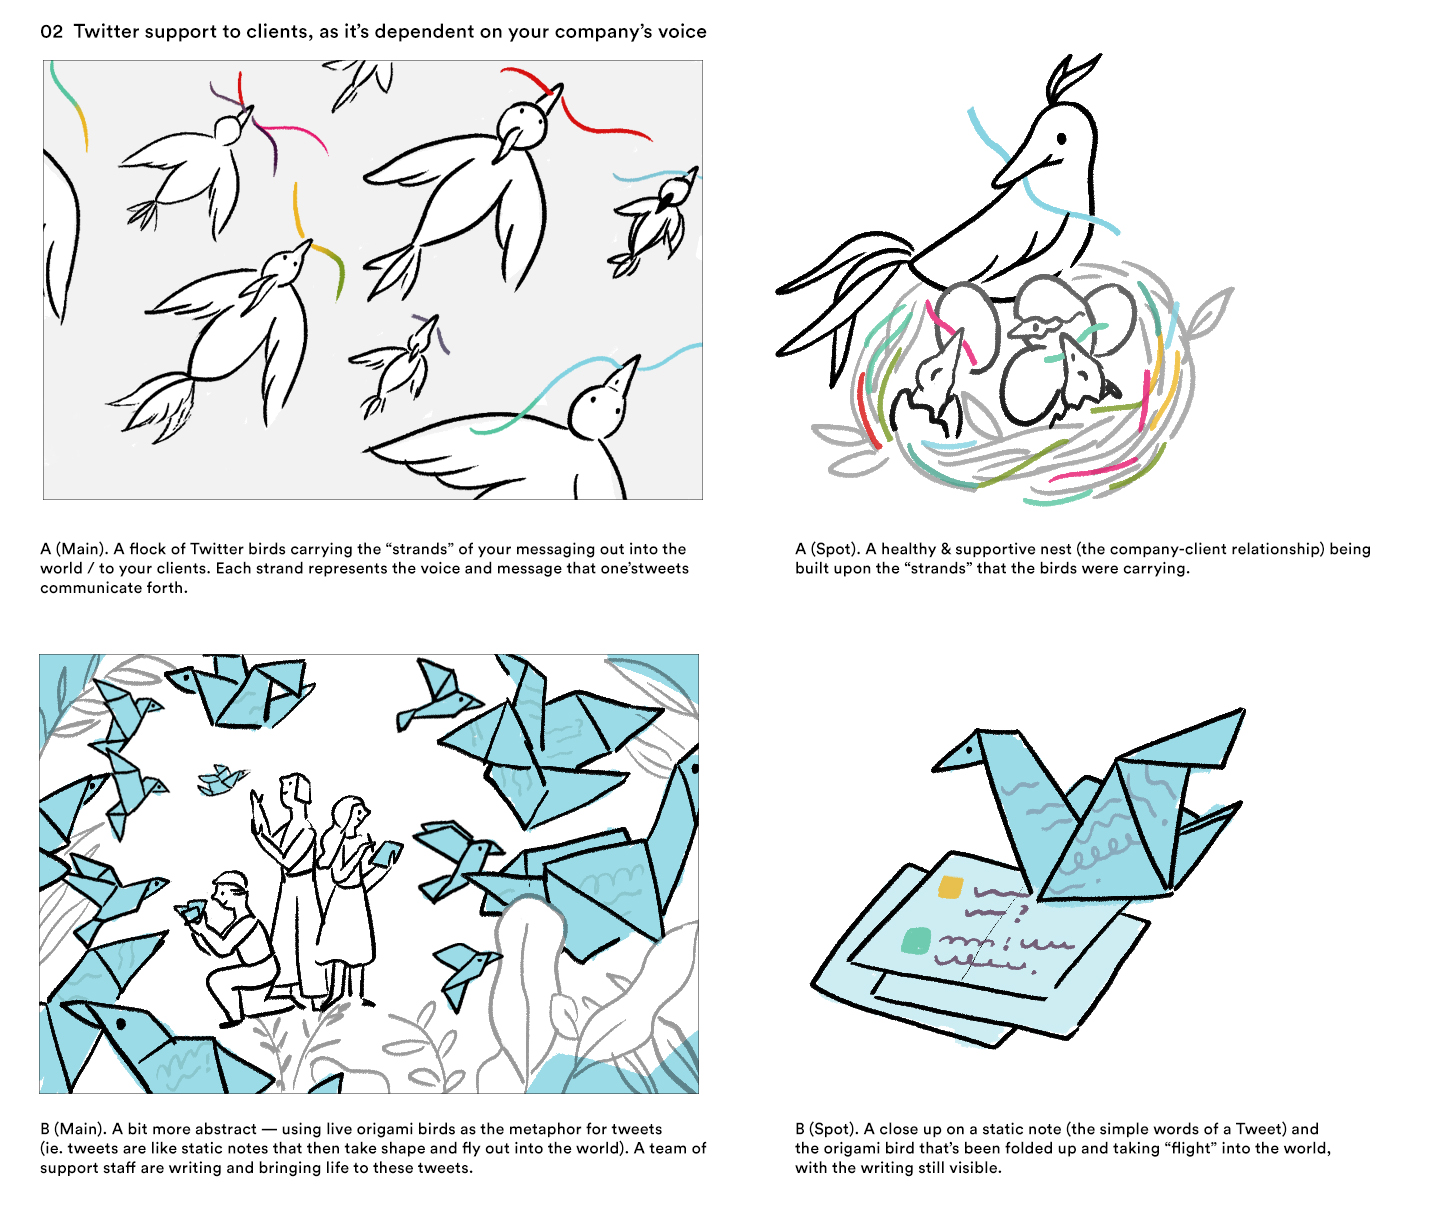 02 Twitter support to clients, as it's dependent on your company's voice
A (Main). A flock of Twitter birds carrying the “strands” of your messaging out into the
world / to your clients. Each strand represents the voice and message that one'stweets
communicate forth.
A (Spot). A healthy & supportive nest (the company-client relationship) being
built upon the “strands” that the birds were carrying.
B (Main). A bit more abstract — using live origami birds as the metaphor for tweets
(ie. tweets are like static notes that then take shape and fly out into the world). A team of
support staff are writing and bringing life to these tweets.
B (Spot). A close up on a static note (the simple words of a Tweet) and
the origami bird that's been folded up and taking “flight” into the world,
with the writing still visible.